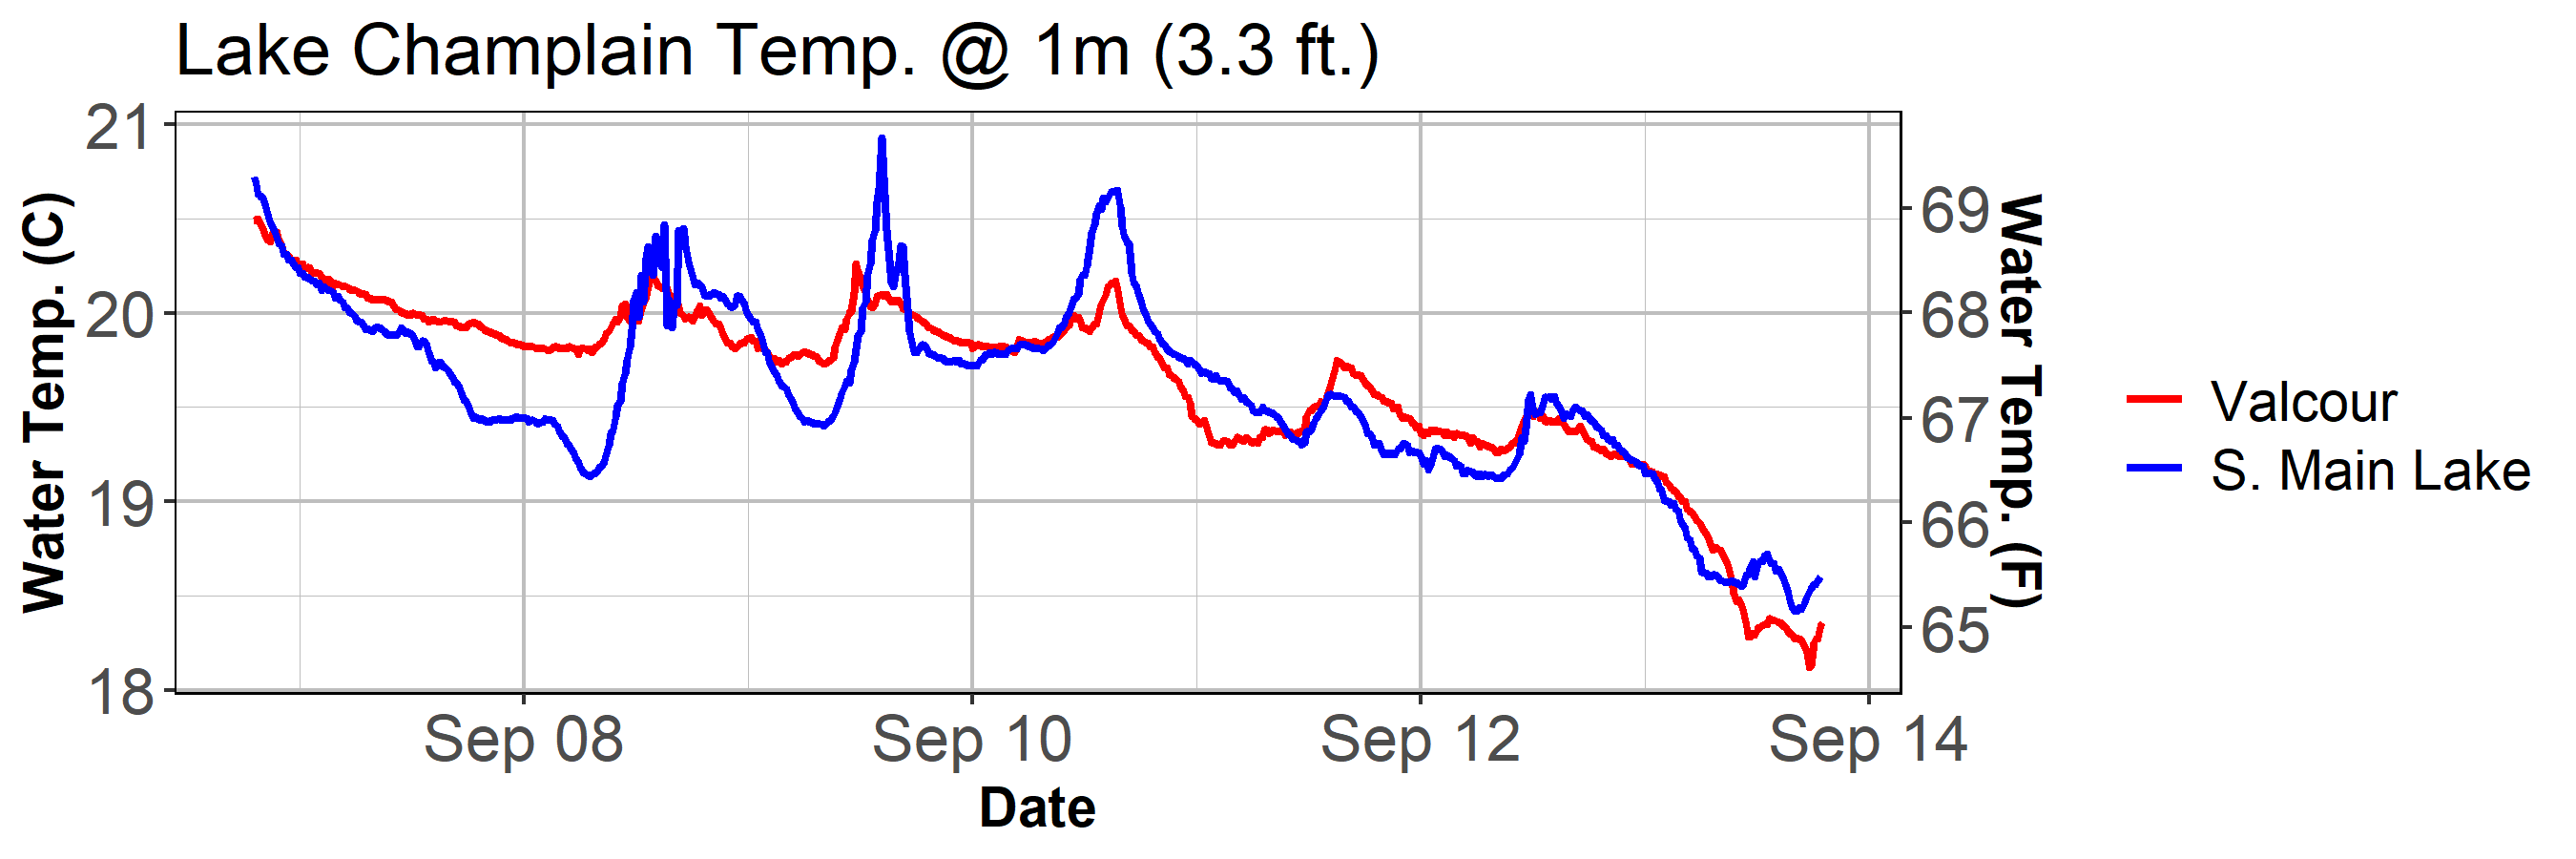 Lake Champlain Temp. @ 1m (3.3 ft.)
Water Temp. (C)
21
20
19
18
69
68
67
66
65
Water Temp. (F)
Sep 08
Sep 10
Sep 12
Sep 14
Date
Valcour
S. Main Lake